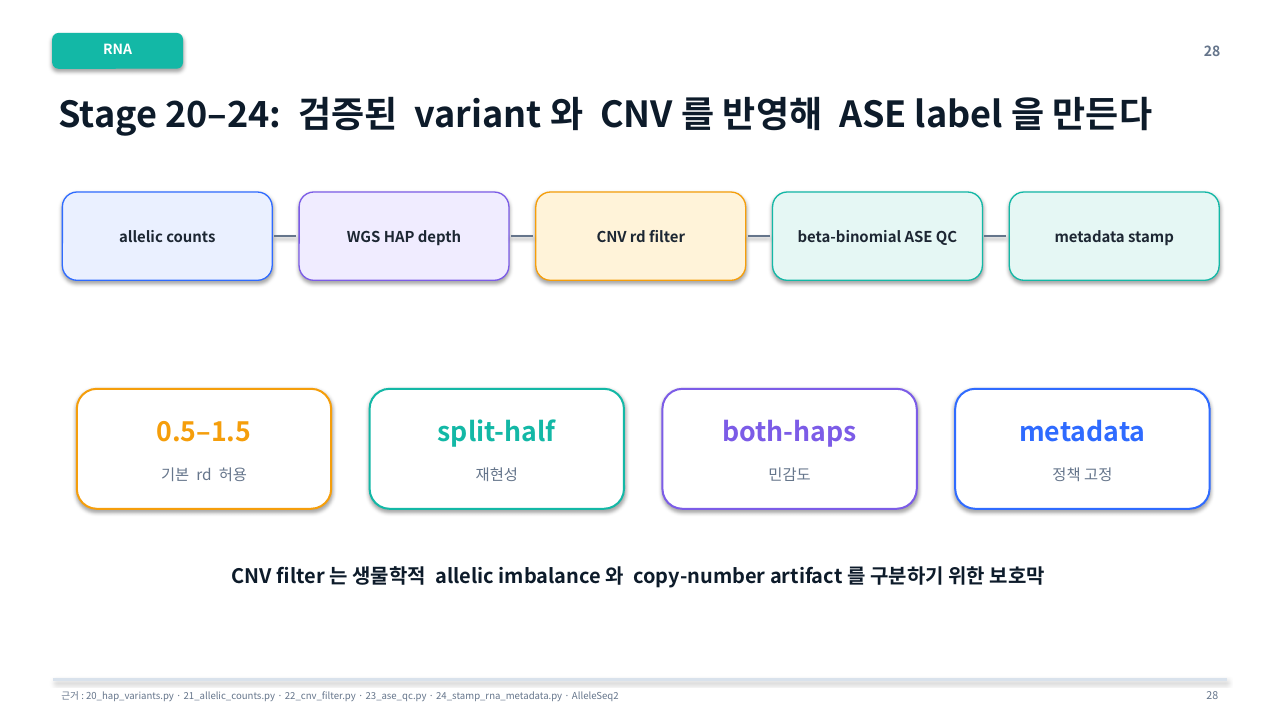 RNA
28
Stage 20–24: 검증된 variant 와 CNV 를 반영해 ASE label 을 만든다
allelic counts
WGS HAP depth
CNV rd filter
beta-binomial ASE QC
metadata stamp
0.5–1.5
기본 rd 허용
split-half
재현성
both-haps
민감도
metadata
정책 고정
CNV filter 는 생물학적 allelic imbalance 와 copy-number artifact 를 구분하기 위한 보호막
근거 : 20_hap_variants.py · 21_allelic_counts.py · 22_cnv_filter.py · 23_ase_qc.py · 24_stamp_rna_metadata.py · AlleleSeq2
28